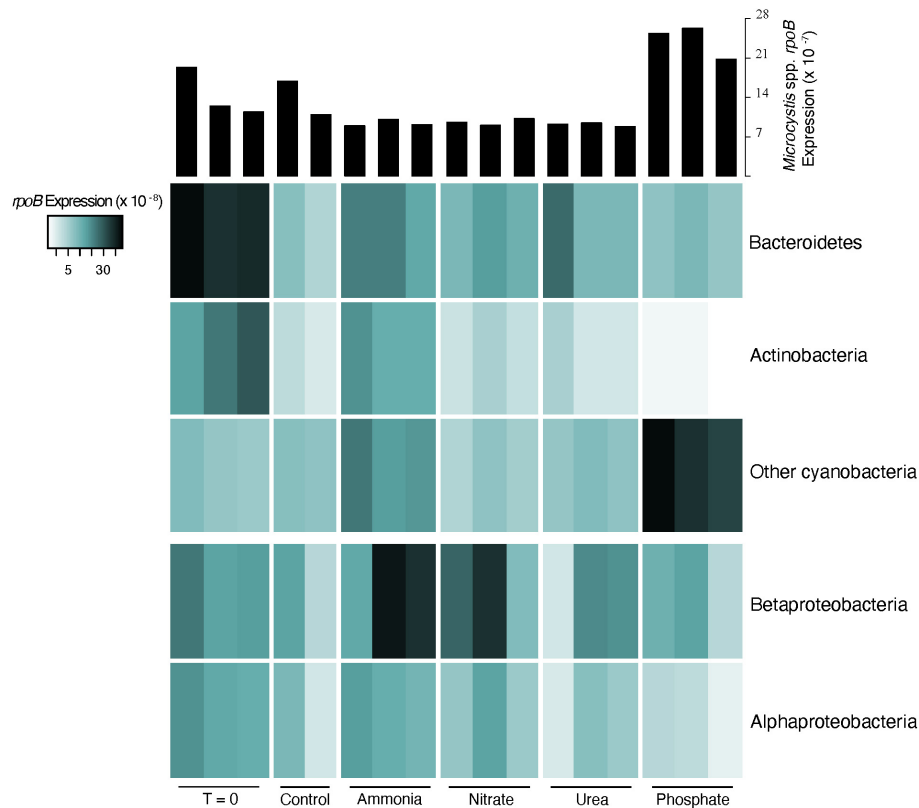 28
21
14
7
Microcystis spp. rpoB
Expression (x 10 -7)
rpoB Expression (x 10 -8)
5 30
Bacteroidetes
Actinobacteria
Other cyanobacteria
Betaproteobacteria
Alphaproteobacteria
T = 0 Control Ammonia Nitrate Urea Phosphate